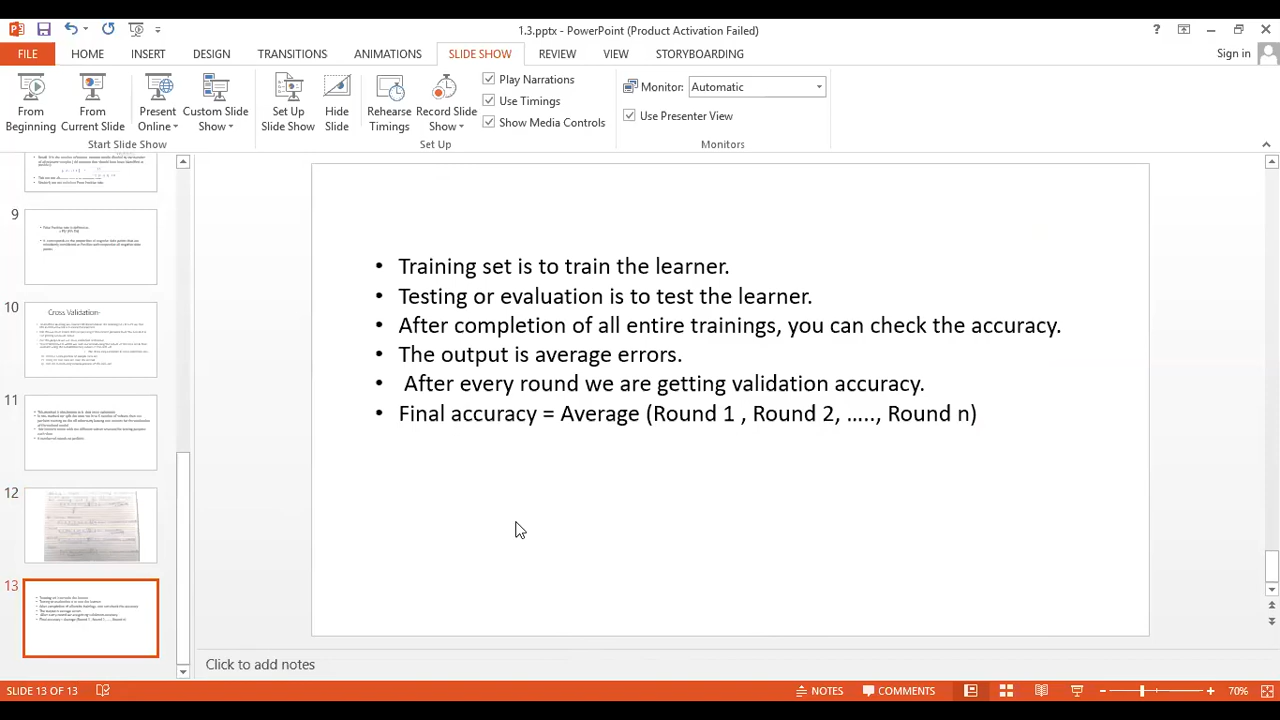 1.3.pptx - PowerPoint (Product Activation Failed)
FILE HOME INSERT DESIGN TRANSITIONS ANIMATIONS SLIDE SHOW REVIEW VIEW STORYBOARDING Sign in
From Beginning
From Current Slide
Present Online
Custom Slide Show
Set Up Slide Show
Hide Slide
Rehearse Timings
Record Slide Show
Play Narrations
Use Timings
Show Media Controls
Monitor: Automatic
Use Presenter View
Start Slide Show
Set Up
Monitors
9
10
Cross Validation-
11
12
13
• Training set is to train the learner.
• Testing or evaluation is to test the learner.
• After completion of all entire trainings, you can check the accuracy.
• The output is average errors.
• After every round we are getting validation accuracy.
• Final accuracy = Average (Round 1 , Round 2, ....., Round n)
Click to add notes
SLIDE 13 OF 13 NOTES COMMENTS 70%